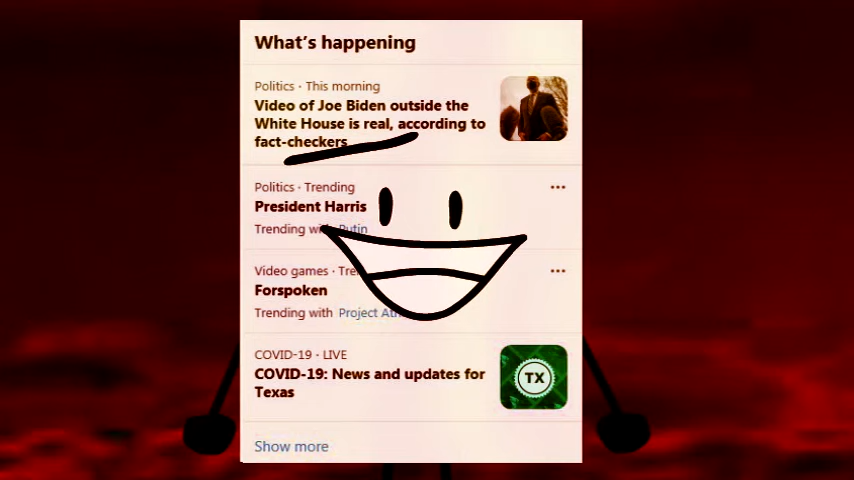 What's happening
Politics · This morning
Video of Joe Biden outside the
White House is real, according to
fact-checkers
Politics · Trending
President Harris
Trending with Putin
Video games ·
Forspoken
Trending with Project
COVID-19 · LIVE
COVID-19: News and updates for
Texas
TX
Show more